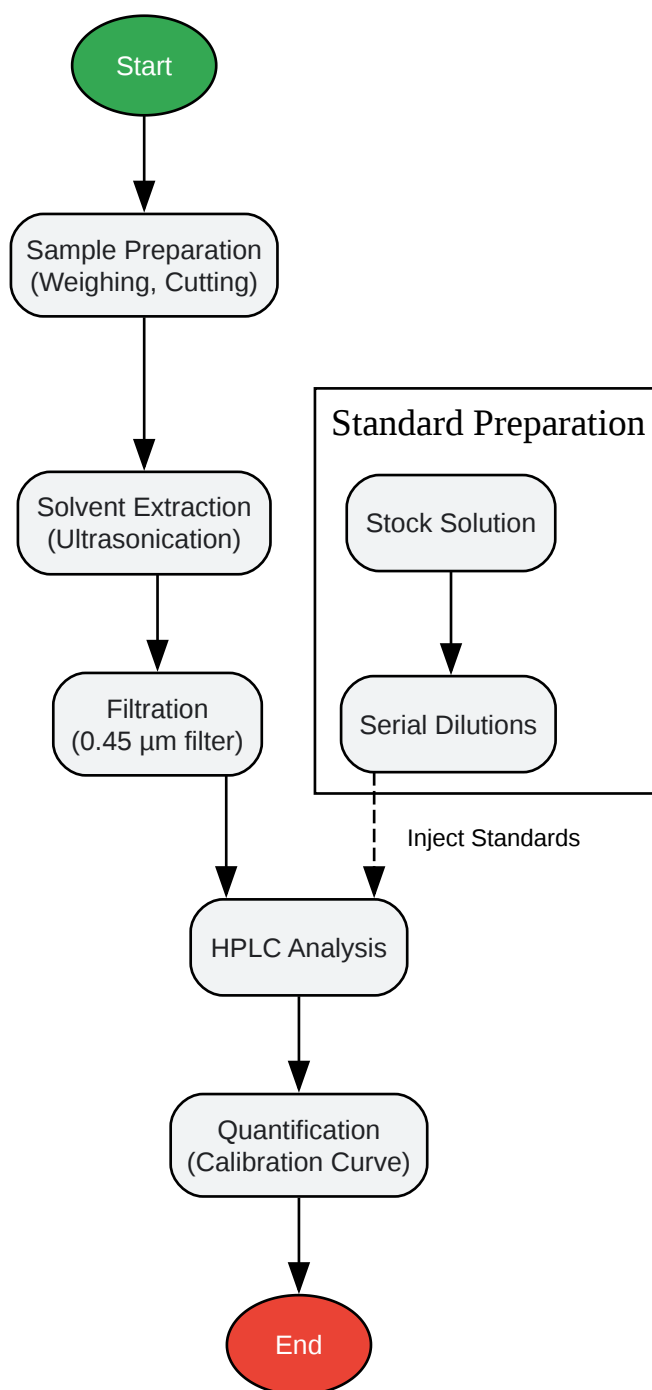 Start
Sample Preparation
(Weighing, Cutting)
Solvent Extraction
(Ultrasonication)
Filtration
(0.45 µm filter)
Standard Preparation
Stock Solution
Serial Dilutions
Inject Standards
HPLC Analysis
Quantification
(Calibration Curve)
End